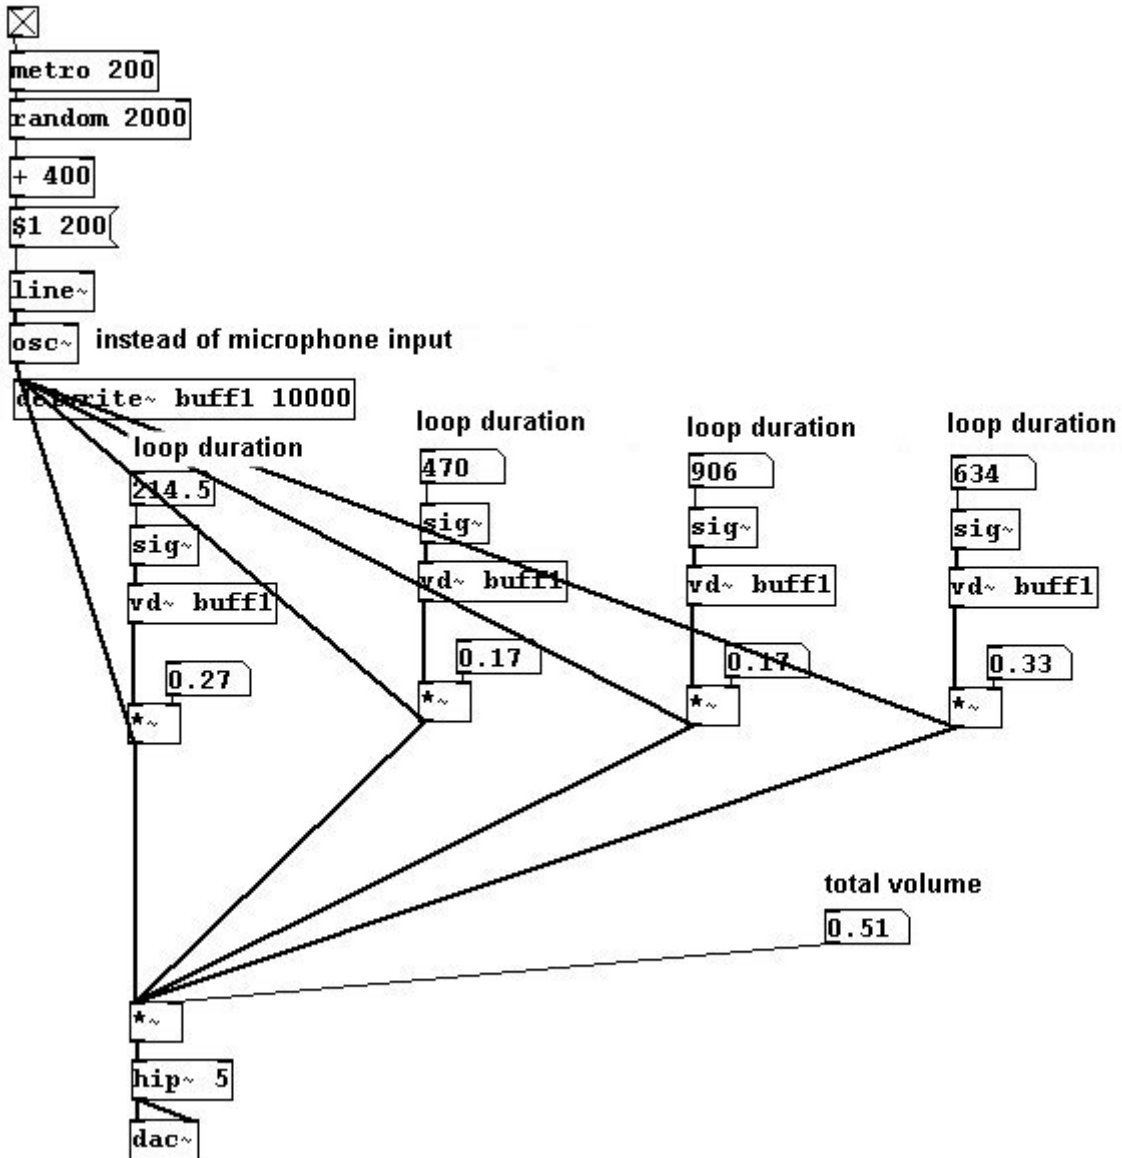 metro 200
random 2000
+ 400
$1 200
line~
osc~ instead of microphone input
delwrite~ buff1 10000
loop duration
214.5
sig~
vd~ buff1
0.27
*~
loop duration
470
sig~
vd~ buff1
0.17
*~
loop duration
906
sig~
vd~ buff1
0.17
*~
loop duration
634
sig~
vd~ buff1
0.33
*~
total volume
0.51
*~
hip~ 5
dac~